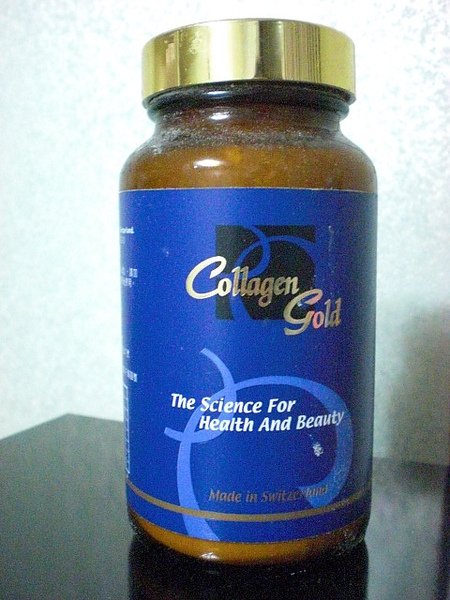 Collagen
Gold
The Science For
Health And Beauty
Made in Switzerland